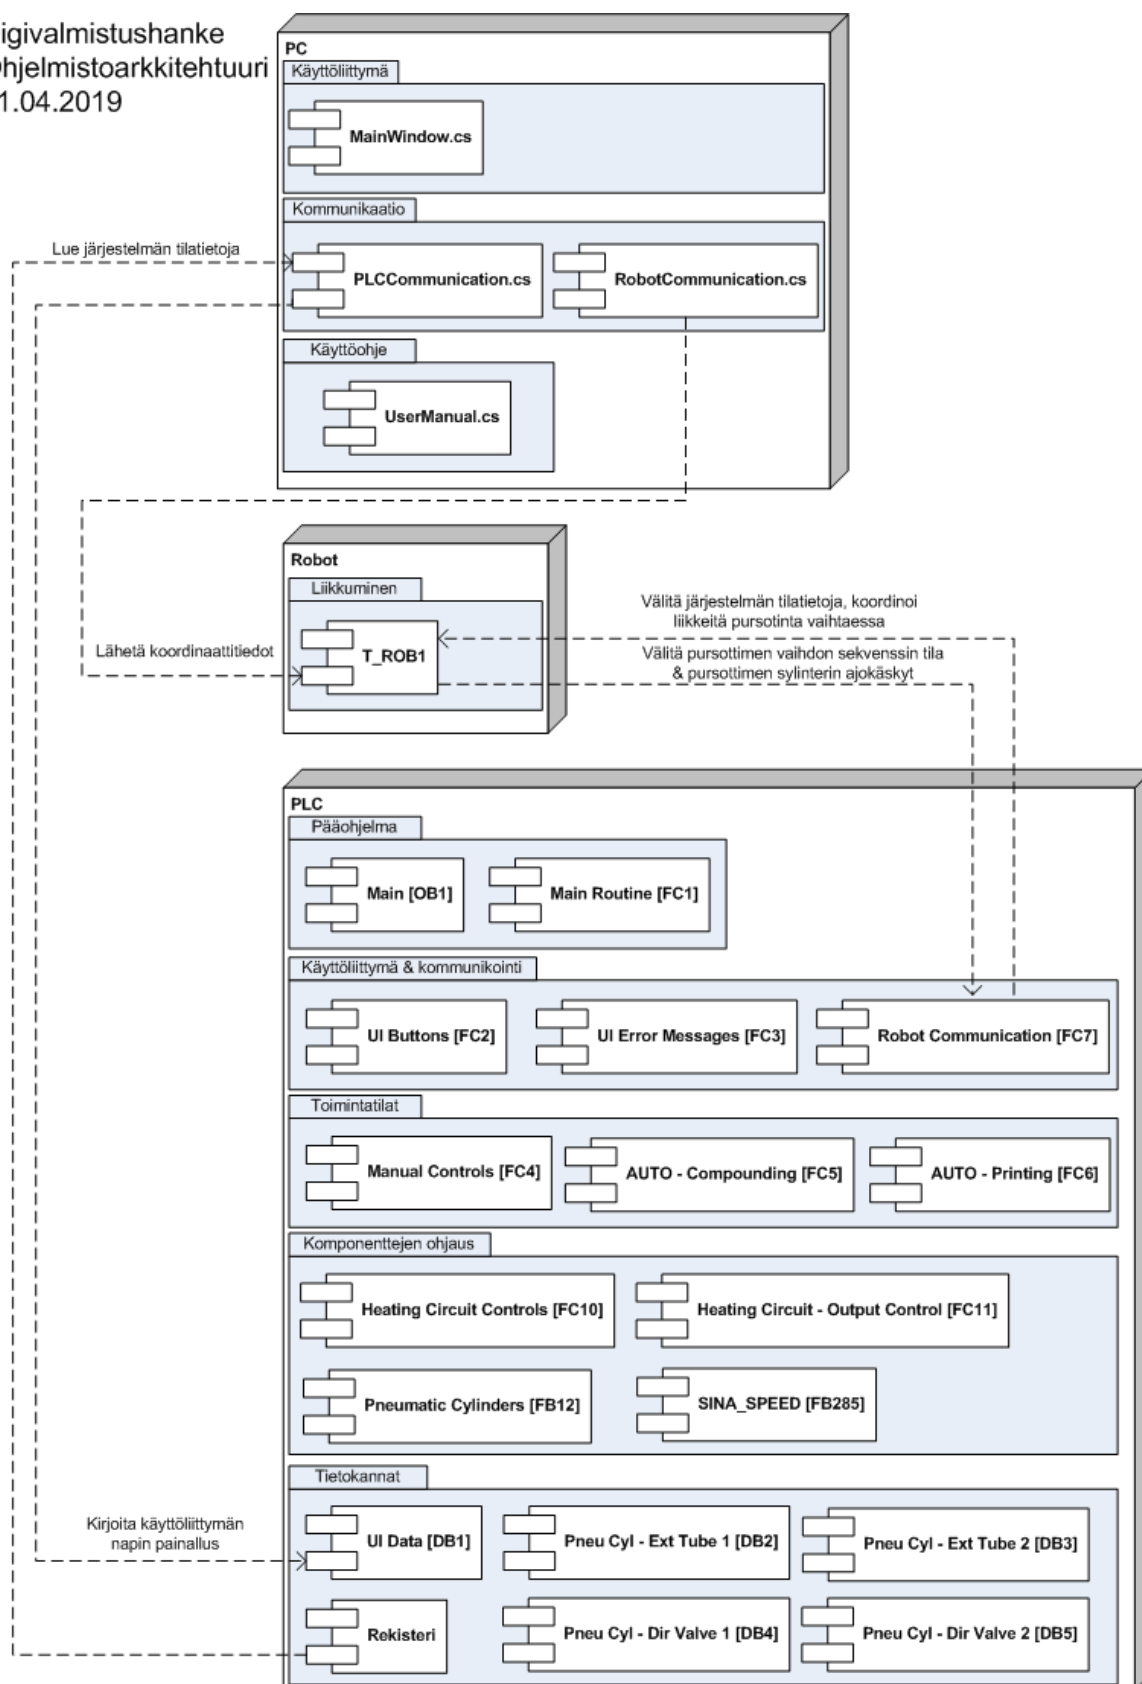 igivalmistushanke
hjelmistoarkkitehtuuri
1.04.2019
PC
Käyttöliittymä
MainWindow.cs
Kommunikaatio
Lue järjestelmän tilatietoja
PLCCommunication.cs
RobotCommunication.cs
Käyttöohje
UserManual.cs
Robot
Liikkuminen
T_ROB1
Lähetä koordinaattitiedot
Välitä järjestelmän tilatietoja, koordinoi
liikkeitä pursotinta vaihtaessa
Välitä pursottimen vaihdon sekvenssin tila
& pursottimen sylinterin ajokäskyt
PLC
Pääohjelma
Main [OB1]
Main Routine [FC1]
Käyttöliittymä & kommunikointi
UI Buttons [FC2]
UI Error Messages [FC3]
Robot Communication [FC7]
Toimintatilat
Manual Controls [FC4]
AUTO - Compounding [FC5]
AUTO - Printing [FC6]
Komponenttejen ohjaus
Heating Circuit Controls [FC10]
Heating Circuit - Output Control [FC11]
Pneumatic Cylinders [FB12]
SINA_SPEED [FB285]
Tietokannat
Kirjoita käyttöliittymän
napin painallus
UI Data [DB1]
Pneu Cyl - Ext Tube 1 [DB2]
Pneu Cyl - Ext Tube 2 [DB3]
Rekisteri
Pneu Cyl - Dir Valve 1 [DB4]
Pneu Cyl - Dir Valve 2 [DB5]